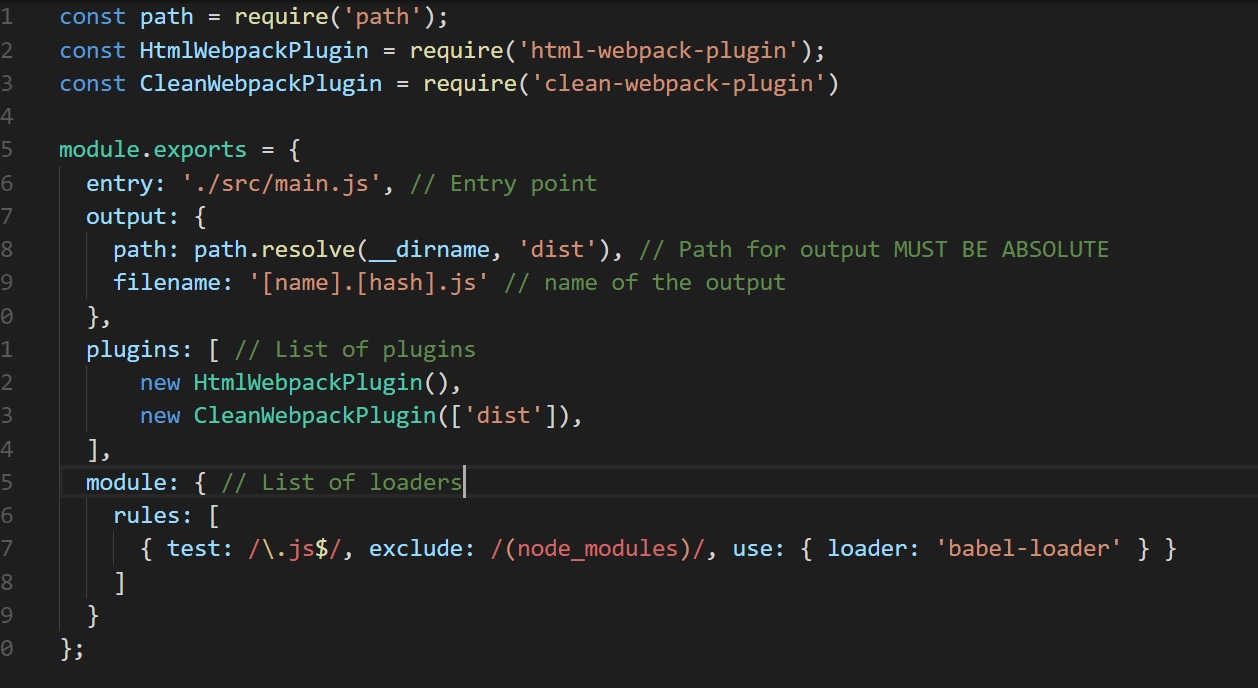 1 const path = require('path');
2 const HtmlWebpackPlugin = require('html-webpack-plugin');
3 const CleanWebpackPlugin = require('clean-webpack-plugin')
4
5 module.exports = {
6   entry: './src/main.js', // Entry point
7   output: {
8     path: path.resolve(__dirname, 'dist'), // Path for output MUST BE ABSOLUTE
9     filename: '[name].[hash].js' // name of the output
0   },
1   plugins: [ // List of plugins
2       new HtmlWebpackPlugin(),
3       new CleanWebpackPlugin(['dist']),
4   ],
5   module: { // List of loaders
6     rules: [
7       { test: /\.js$/, exclude: /(node_modules)/, use: { loader: 'babel-loader' } }
8     ]
9   }
0 };